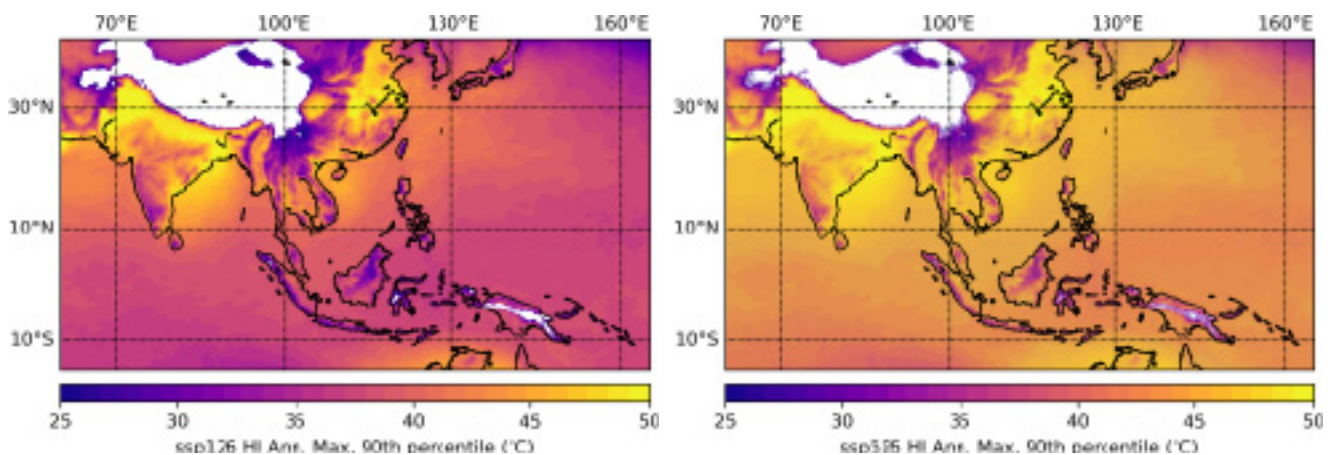 70°E 100°E 130°E 160°E 70°E 100°E 130°E 160°E
30°N 30°N
10°N 10°N
10°S 10°S
25 30 35 40 45 50 25 30 35 40 45 50
ssp126 HI Ann. Max. 90th percentile (°C) ssp585 HI Ann. Max. 90th percentile (°C)